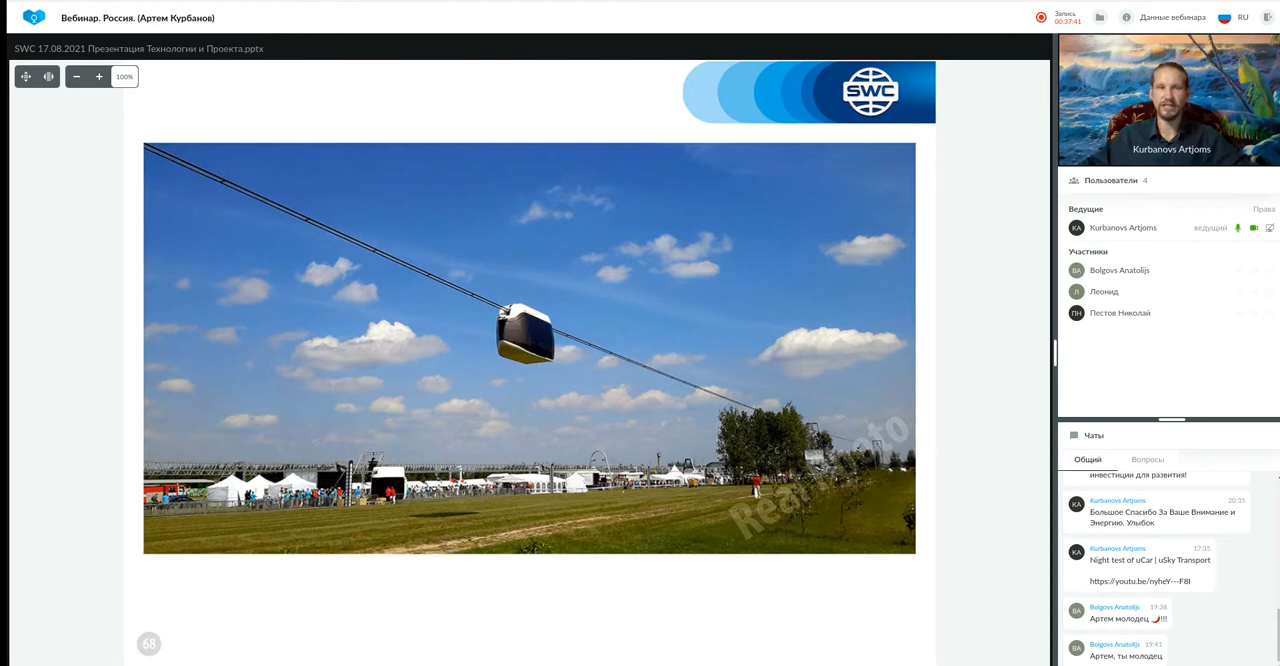 Вебинар. Россия. (Артем Курбанов)
Запись
00:37:41
Данные вебинара
RU
SWC 17.08.2021 Презентация Технологии и Проекта.pptx
100%
SWC
Real photo
68
Kurbanovs Artjoms
Пользователи 4
Ведущие Права
KA Kurbanovs Artjoms ведущий
Участники
BA Bolgovs Anatolijs
Л Леонид
ПН Пестов Николай
Чаты
Общий Вопросы
инвестиции для развития!
KA Kurbanovs Artjoms 20:35
Большое Спасибо За Ваше Внимание и
Энергию. Улыбок
KA Kurbanovs Artjoms 17:35
Night test of uCar | uSky Transport
https://youtu.be/nyheY---F8I
BA Bolgovs Anatolijs 19:38
Артем молодец 🌶️!!!
BA Bolgovs Anatolijs 19:41
Артем, ты молодец